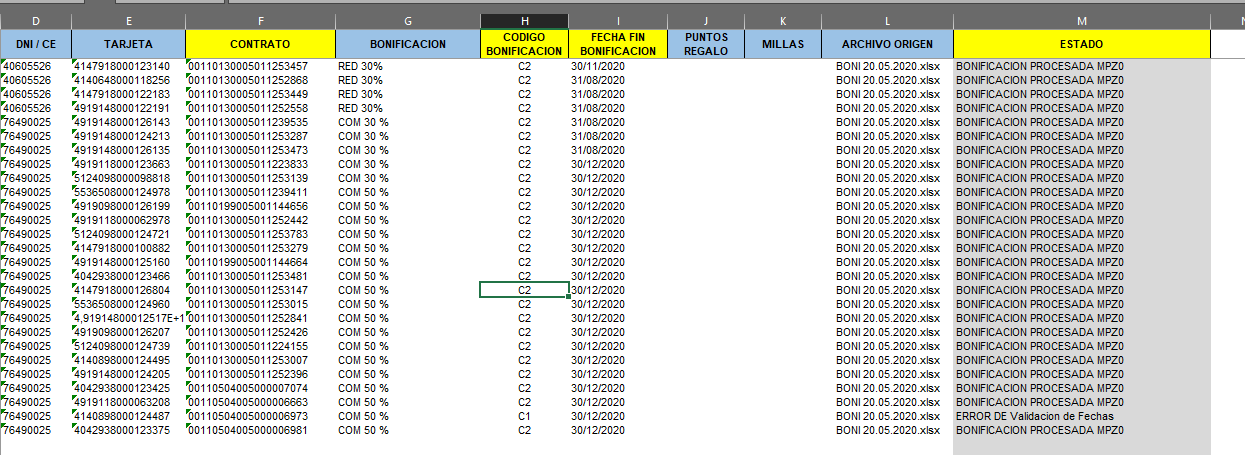 D E F G H I J K L M
DNI / CE TARJETA CONTRATO BONIFICACION CODIGO BONIFICACION FECHA FIN BONIFICACION PUNTOS REGALO MILLAS ARCHIVO ORIGEN ESTADO
40605526 4147918000123140 00110130005011253457 RED 30% C2 30/11/2020 BONI 20.05.2020.xlsx BONIFICACION PROCESADA MPZ0
40605526 4140648000118256 00110130005011252868 RED 30% C2 31/08/2020 BONI 20.05.2020.xlsx BONIFICACION PROCESADA MPZ0
40605526 4147918000122183 00110130005011253449 RED 30% C2 31/08/2020 BONI 20.05.2020.xlsx BONIFICACION PROCESADA MPZ0
40605526 4919148000122191 00110130005011252558 RED 30% C2 31/08/2020 BONI 20.05.2020.xlsx BONIFICACION PROCESADA MPZ0
76490025 4919148000126143 00110130005011239535 COM 30 % C2 31/08/2020 BONI 20.05.2020.xlsx BONIFICACION PROCESADA MPZ0
76490025 4919148000124213 00110130005011253287 COM 30 % C2 31/08/2020 BONI 20.05.2020.xlsx BONIFICACION PROCESADA MPZ0
76490025 4919148000126135 00110130005011253473 COM 30 % C2 31/08/2020 BONI 20.05.2020.xlsx BONIFICACION PROCESADA MPZ0
76490025 4919118000123663 00110130005011223833 COM 30 % C2 30/12/2020 BONI 20.05.2020.xlsx BONIFICACION PROCESADA MPZ0
76490025 5124098000098818 00110130005011253139 COM 30 % C2 30/12/2020 BONI 20.05.2020.xlsx BONIFICACION PROCESADA MPZ0
76490025 5536508000124978 00110130005011239411 COM 50 % C2 30/12/2020 BONI 20.05.2020.xlsx BONIFICACION PROCESADA MPZ0
76490025 4919098000126199 00110199005001144656 COM 50 % C2 30/12/2020 BONI 20.05.2020.xlsx BONIFICACION PROCESADA MPZ0
76490025 4919118000062978 00110130005011252442 COM 50 % C2 30/12/2020 BONI 20.05.2020.xlsx BONIFICACION PROCESADA MPZ0
76490025 5124098000124721 00110130005011253783 COM 50 % C2 30/12/2020 BONI 20.05.2020.xlsx BONIFICACION PROCESADA MPZ0
76490025 4147918000100882 00110130005011253279 COM 50 % C2 30/12/2020 BONI 20.05.2020.xlsx BONIFICACION PROCESADA MPZ0
76490025 4919148000125160 00110199005001144664 COM 50 % C2 30/12/2020 BONI 20.05.2020.xlsx BONIFICACION PROCESADA MPZ0
76490025 4042938000123466 00110130005011253481 COM 50 % C2 30/12/2020 BONI 20.05.2020.xlsx BONIFICACION PROCESADA MPZ0
76490025 4147918000126804 00110130005011253147 COM 50 % C2 30/12/2020 BONI 20.05.2020.xlsx BONIFICACION PROCESADA MPZ0
76490025 5536508000124960 00110130005011253015 COM 50 % C2 30/12/2020 BONI 20.05.2020.xlsx BONIFICACION PROCESADA MPZ0
76490025 4,91914800012517E+1 00110130005011252841 COM 50 % C2 30/12/2020 BONI 20.05.2020.xlsx BONIFICACION PROCESADA MPZ0
76490025 4919098000126207 00110130005011252426 COM 50 % C2 30/12/2020 BONI 20.05.2020.xlsx BONIFICACION PROCESADA MPZ0
76490025 5124098000124739 00110130005011224155 COM 50 % C2 30/12/2020 BONI 20.05.2020.xlsx BONIFICACION PROCESADA MPZ0
76490025 4140898000124495 00110130005011253007 COM 50 % C2 30/12/2020 BONI 20.05.2020.xlsx BONIFICACION PROCESADA MPZ0
76490025 4919148000124205 00110130005011252396 COM 50 % C2 30/12/2020 BONI 20.05.2020.xlsx BONIFICACION PROCESADA MPZ0
76490025 4042938000123425 00110504005000007074 COM 50 % C2 30/12/2020 BONI 20.05.2020.xlsx BONIFICACION PROCESADA MPZ0
76490025 4919118000063208 00110504005000006663 COM 50 % C2 30/12/2020 BONI 20.05.2020.xlsx BONIFICACION PROCESADA MPZ0
76490025 4140898000124487 00110504005000006973 COM 50 % C1 30/12/2020 BONI 20.05.2020.xlsx ERROR DE Validacion de Fechas
76490025 4042938000123375 00110504005000006981 COM 50 % C2 30/12/2020 BONI 20.05.2020.xlsx BONIFICACION PROCESADA MPZ0